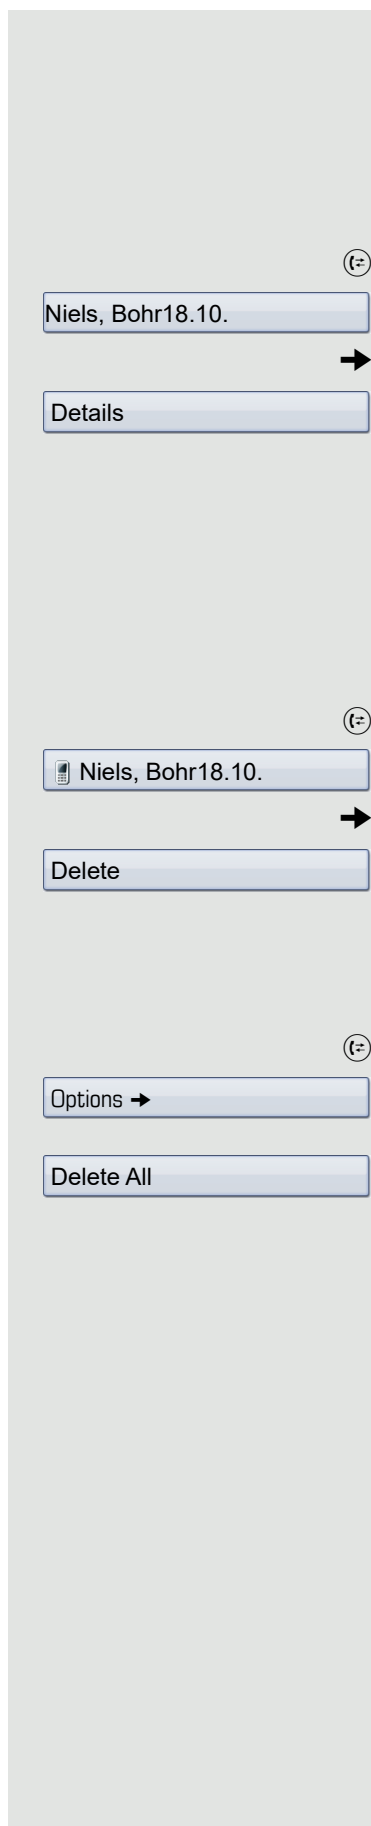 Niels, Bohr18.10.
Details
Niels, Bohr18.10.
Delete
Options
Delete All